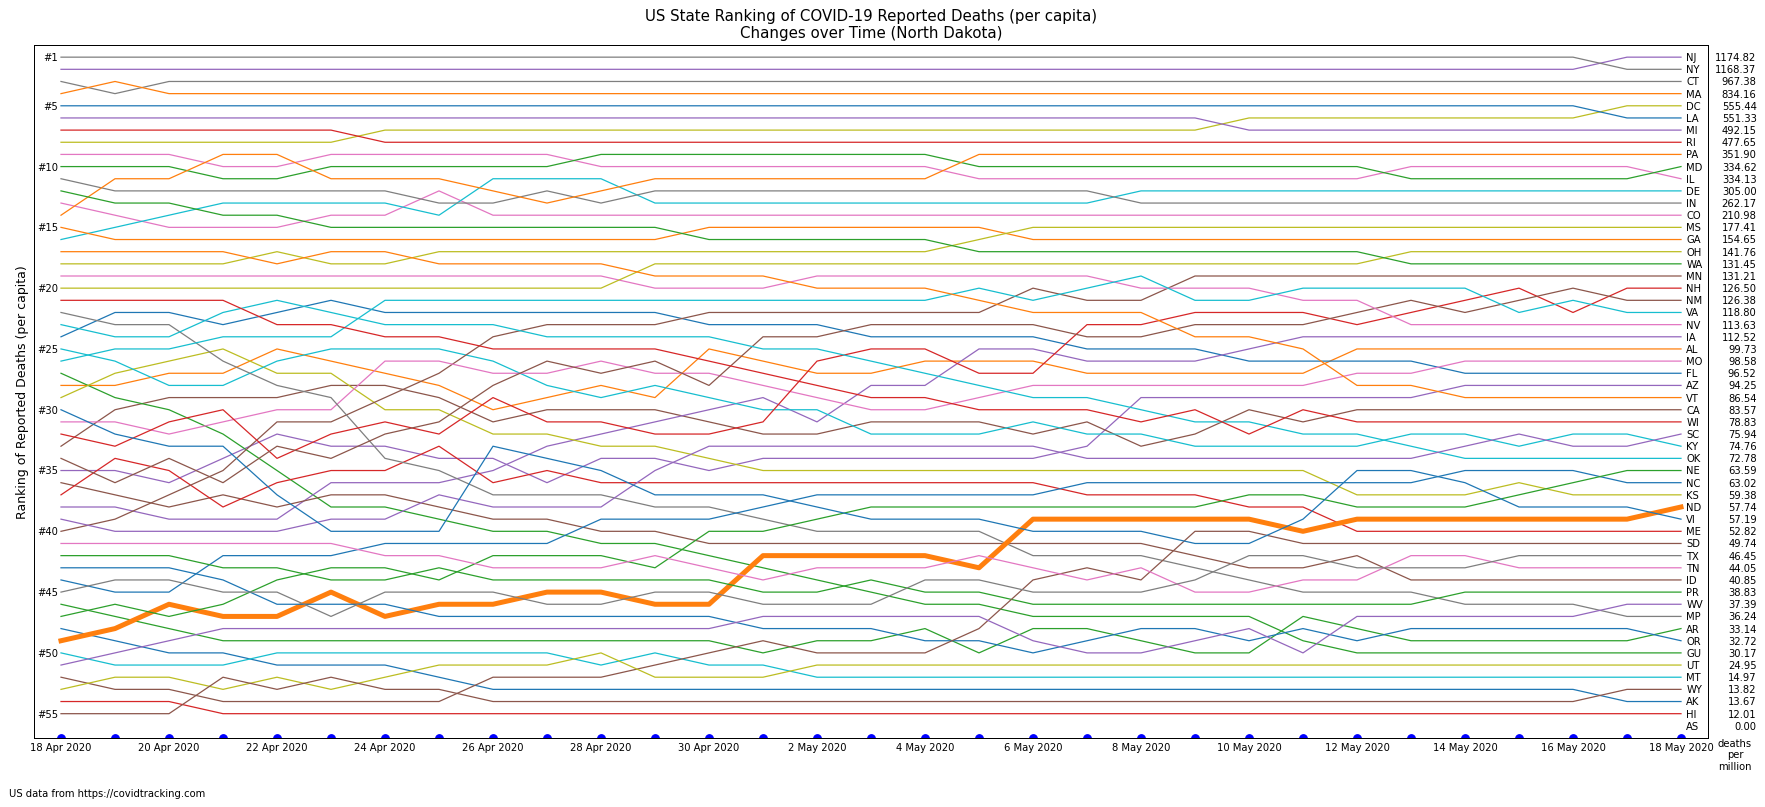 US State Ranking of COVID-19 Reported Deaths (per capita)
Changes over Time (North Dakota)
Ranking of Reported Deaths (per capita)
#1
#5
#10
#15
#20
#25
#30
#35
#40
#45
#50
#55
NJ 1174.82
NY 1168.37
CT 967.38
MA 834.16
DC 555.44
LA 551.33
MI 492.15
RI 477.65
PA 351.90
MD 334.62
IL 334.13
DE 305.00
IN 262.17
CO 210.98
MS 177.41
GA 154.65
OH 141.76
WA 131.45
MN 131.21
NH 126.50
NM 126.38
VA 118.80
NV 113.63
IA 112.52
AL 99.73
MO 98.58
FL 96.52
AZ 94.25
VT 86.54
CA 83.57
WI 78.83
SC 75.94
KY 74.76
OK 72.78
NE 63.59
NC 63.02
KS 59.38
ND 57.74
VI 57.19
ME 52.82
SD 49.74
TX 46.45
TN 44.05
ID 40.85
PR 38.83
WV 37.39
MP 36.24
AR 33.14
OR 32.72
GU 30.17
UT 24.95
MT 14.97
WY 13.82
AK 13.67
HI 12.01
AS 0.00
18 Apr 2020 20 Apr 2020 22 Apr 2020 24 Apr 2020 26 Apr 2020 28 Apr 2020 30 Apr 2020 2 May 2020 4 May 2020 6 May 2020 8 May 2020 10 May 2020 12 May 2020 14 May 2020 16 May 2020 18 May 2020
deaths
per
million
US data from https://covidtracking.com